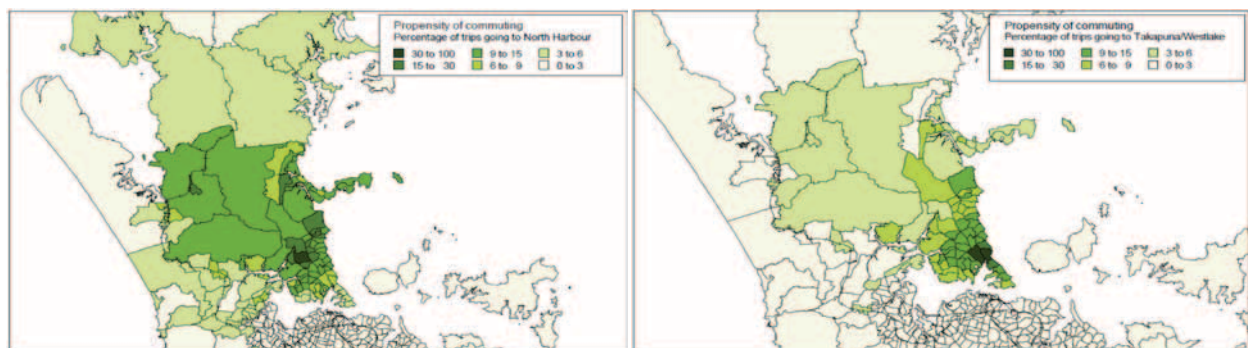 Propensity of commuting
Percentage of trips going to North Harbour
30 to 100 9 to 15 3 to 6
15 to 30 6 to 9 0 to 3
Propensity of commuting
Percentage of trips going to Takapuna/Westlake
30 to 100 9 to 15 3 to 6
15 to 30 6 to 9 0 to 3